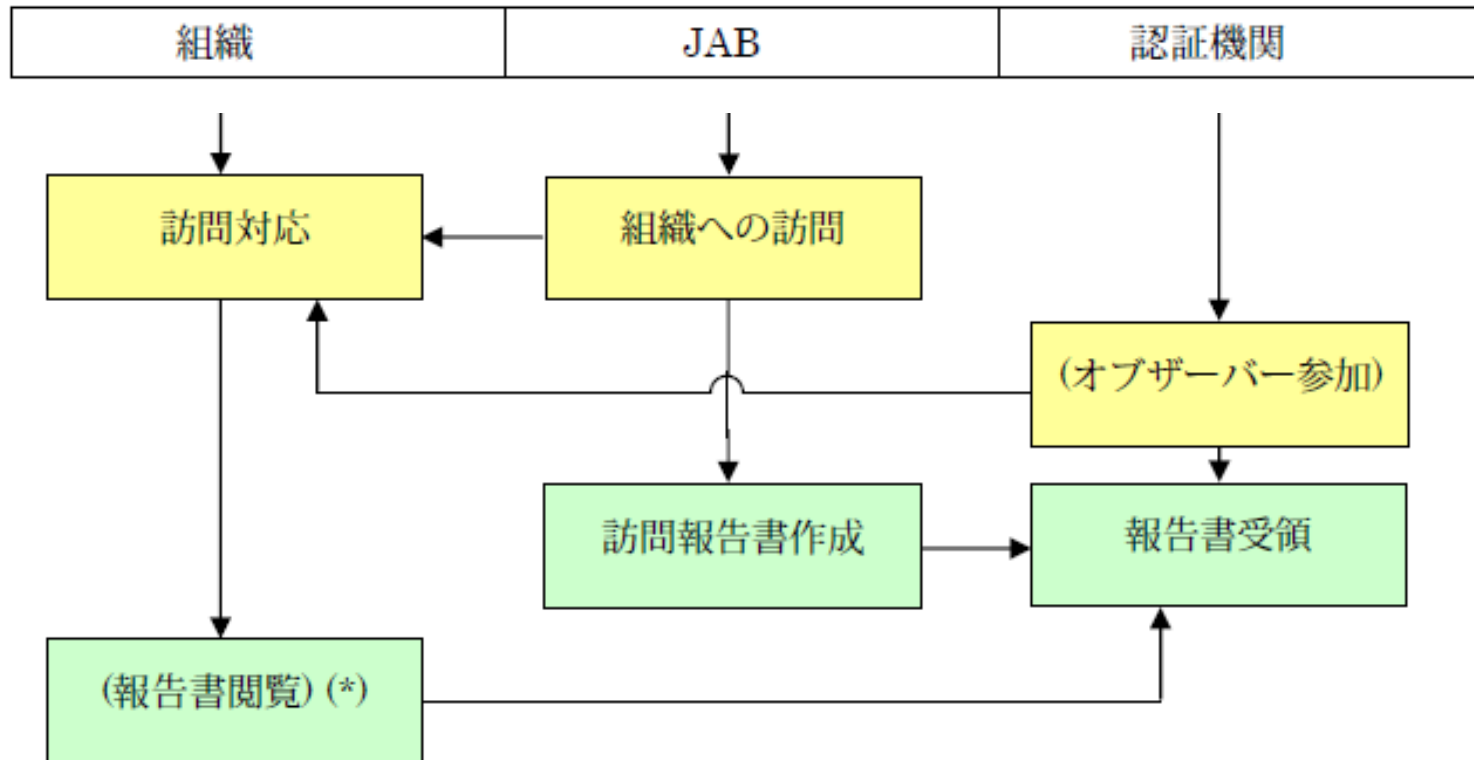 組織
JAB
認証機関
訪問対応
組織への訪問
(オブザーバー参加)
訪問報告書作成
報告書受領
(報告書閲覧) (*)